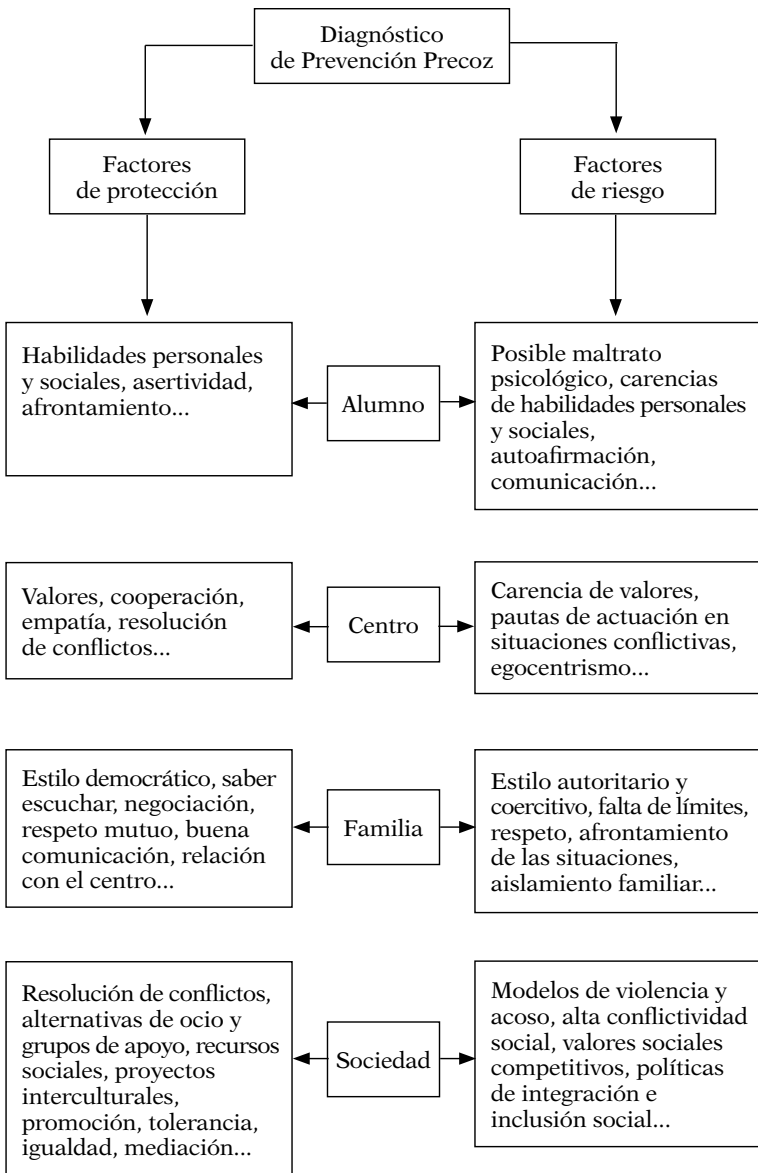 Diagnóstico
de Prevención Precoz
Factores
de protección
Factores
de riesgo
Habilidades personales
y sociales, asertividad,
afrontamiento...
Alumno
Posible maltrato
psicológico, carencias
de habilidades personales
y sociales,
autoafirmación,
comunicación...
Valores, cooperación,
empatía, resolución
de conflictos...
Centro
Carencia de valores,
pautas de actuación en
situaciones conflictivas,
egocentrismo...
Estilo democrático, saber
escuchar, negociación,
respeto mutuo, buena
comunicación, relación
con el centro...
Familia
Estilo autoritario y
coercitivo, falta de límites,
respeto, afrontamiento
de las situaciones,
aislamiento familiar...
Resolución de conflictos,
alternativas de ocio y
grupos de apoyo, recursos
sociales, proyectos
interculturales,
promoción, tolerancia,
igualdad, mediación...
Sociedad
Modelos de violencia y
acoso, alta conflictividad
social, valores sociales
competitivos, políticas
de integración e
inclusión social...